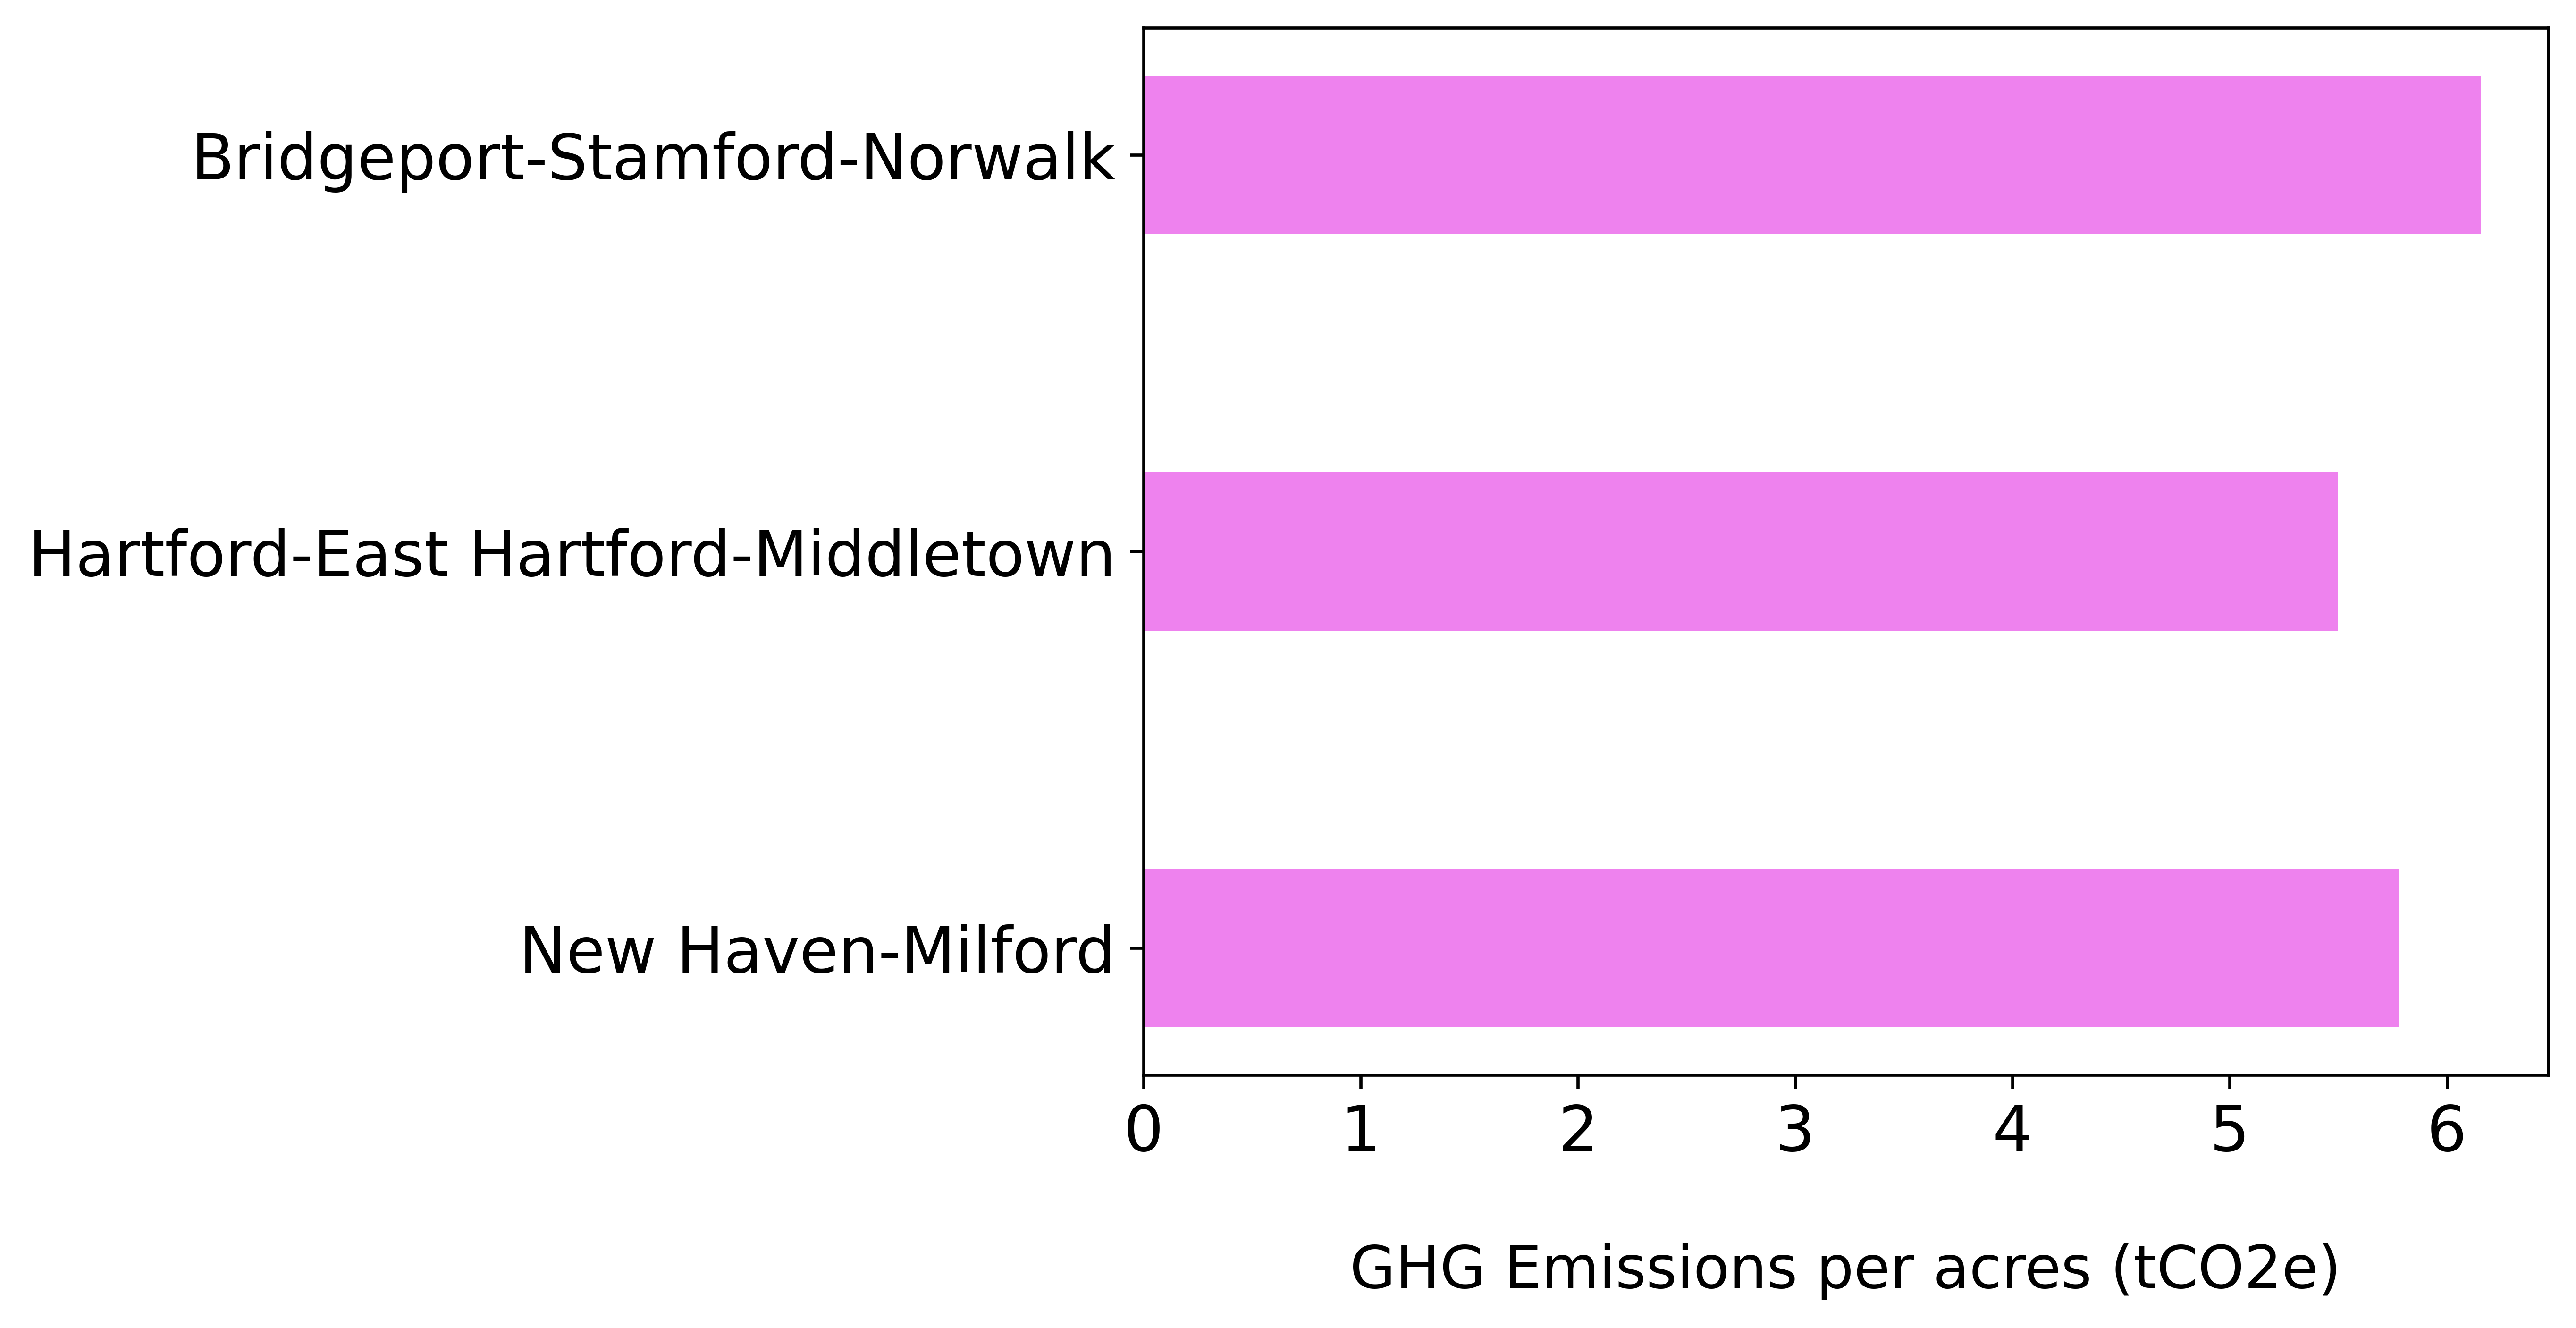 Bridgeport-Stamford-Norwalk
Hartford-East Hartford-Middletown
New Haven-Milford
0 1 2 3 4 5 6
GHG Emissions per acres (tCO2e)